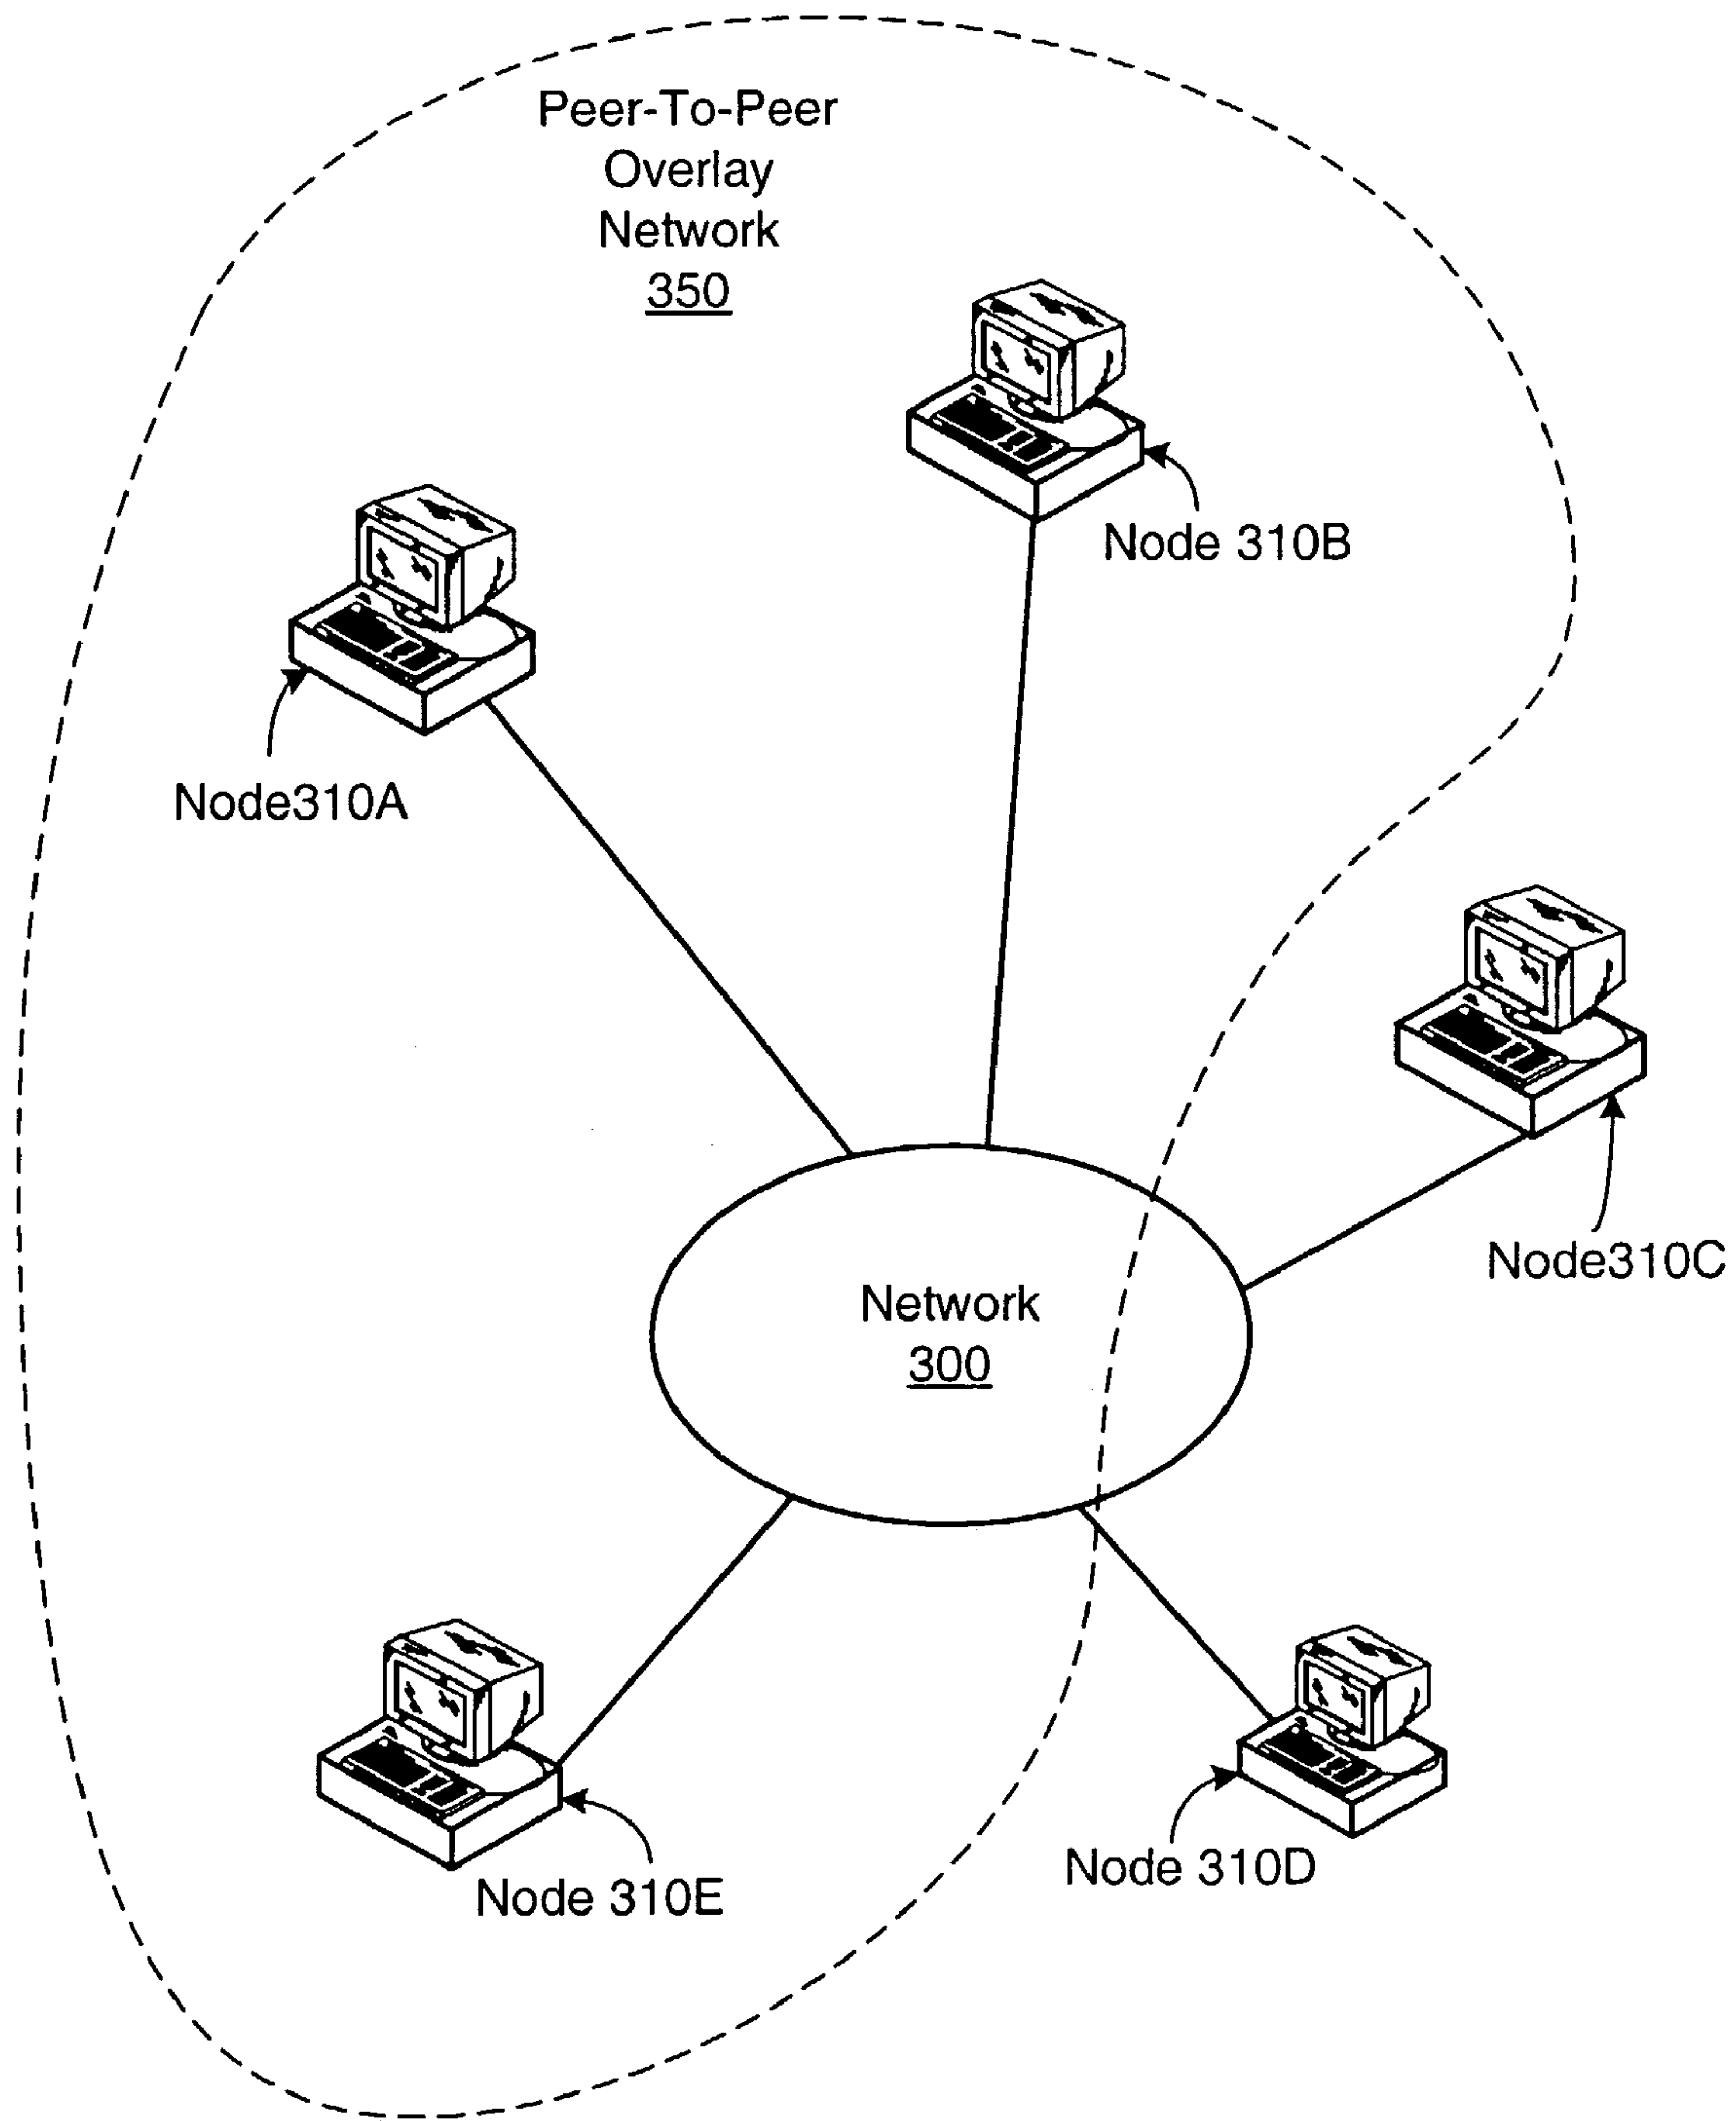 Peer-To-Peer
Overlay
Network
350
Node 310B
Node310A
Node310C
Network
300
Node 310D
Node 310E